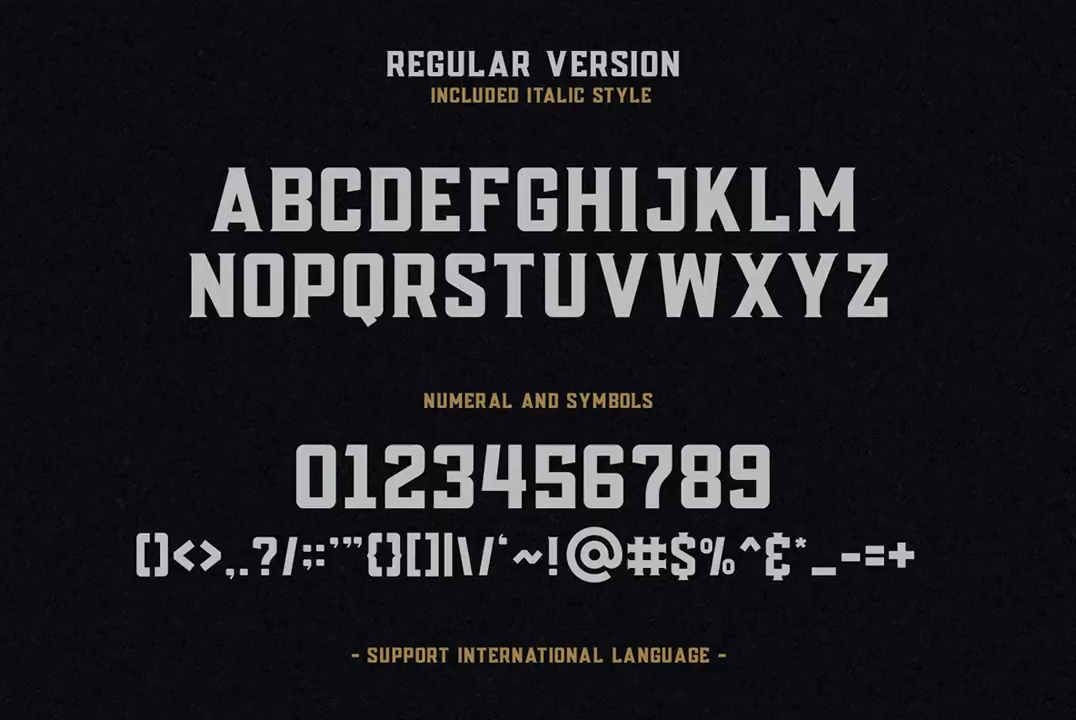 REGULAR VERSION
INCLUDED ITALIC STYLE
ABCDEFGHIJKLM
NOPQRSTUVWXYZ
NUMERAL AND SYMBOLS
0123456789
()<>,.?/;:'"{}[]|\/‘~!@#$%^&*_-=+
- SUPPORT INTERNATIONAL LANGUAGE -